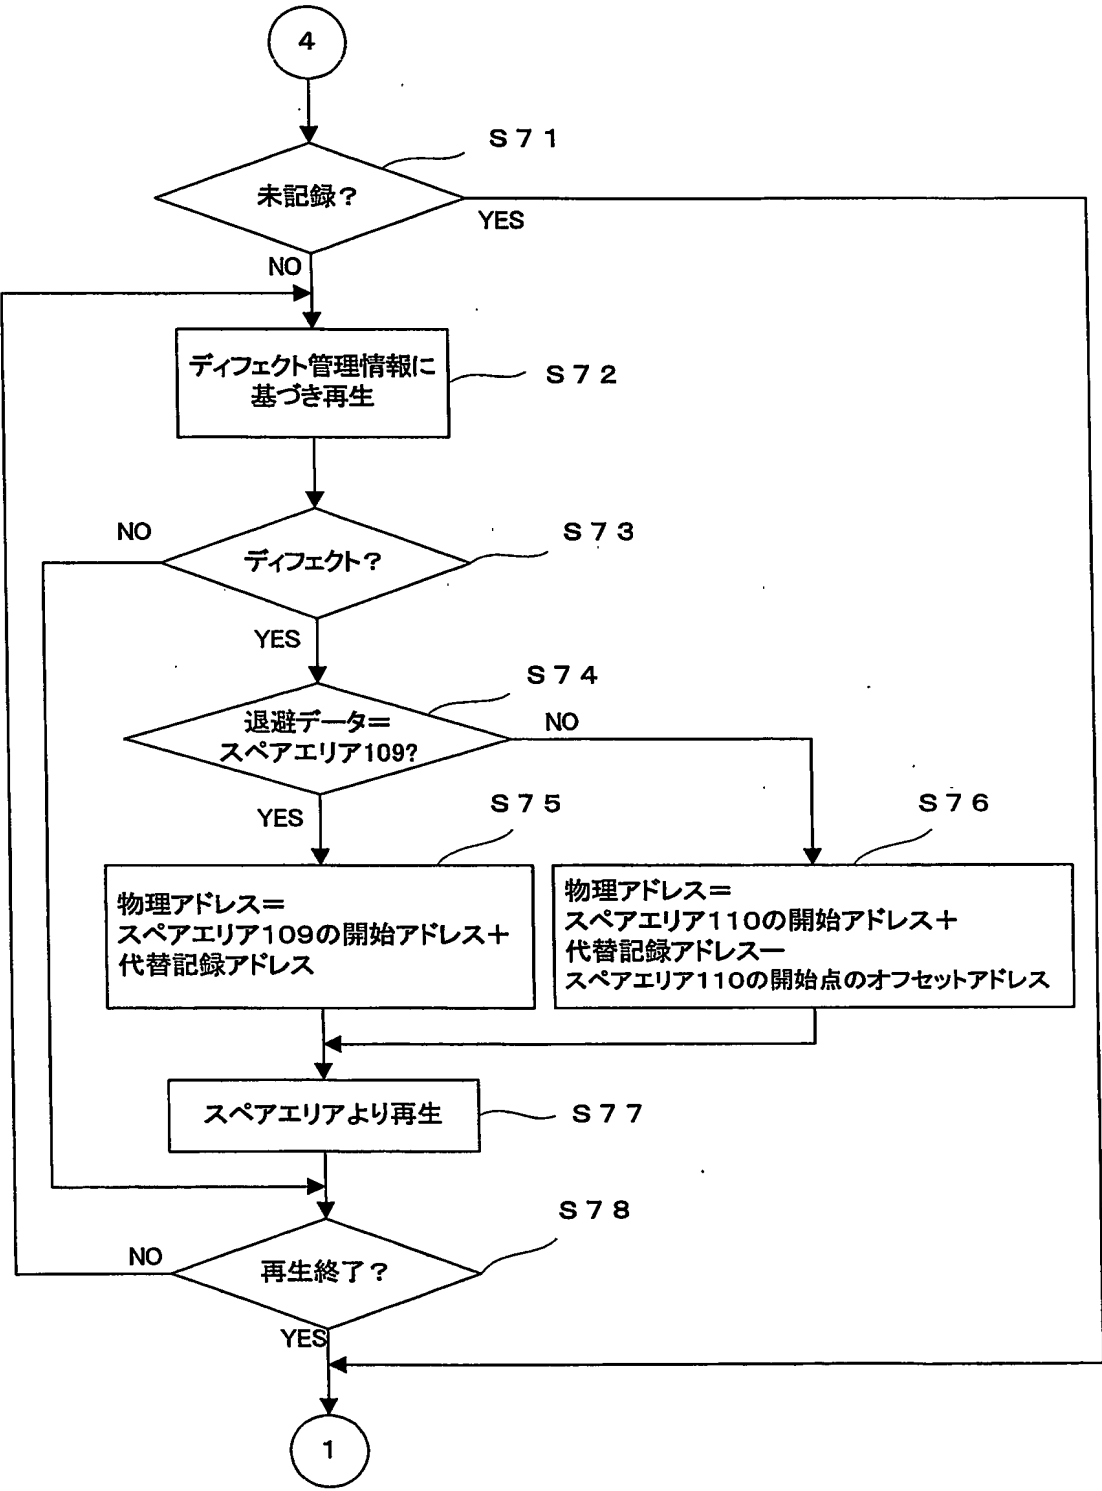 4
S71
未記録？
YES
NO
ディフェクト管理情報に
基づき再生
S72
NO
S73
ディフェクト？
YES
S74
退避データ＝
スペアエリア109?
NO
YES
S75
S76
物理アドレス＝
スペアエリア109の開始アドレス＋
代替記録アドレス
物理アドレス＝
スペアエリア110の開始アドレス＋
代替記録アドレスー
スペアエリア110の開始点のオフセットアドレス
スペアエリアより再生
S77
S78
NO
再生終了？
YES
1